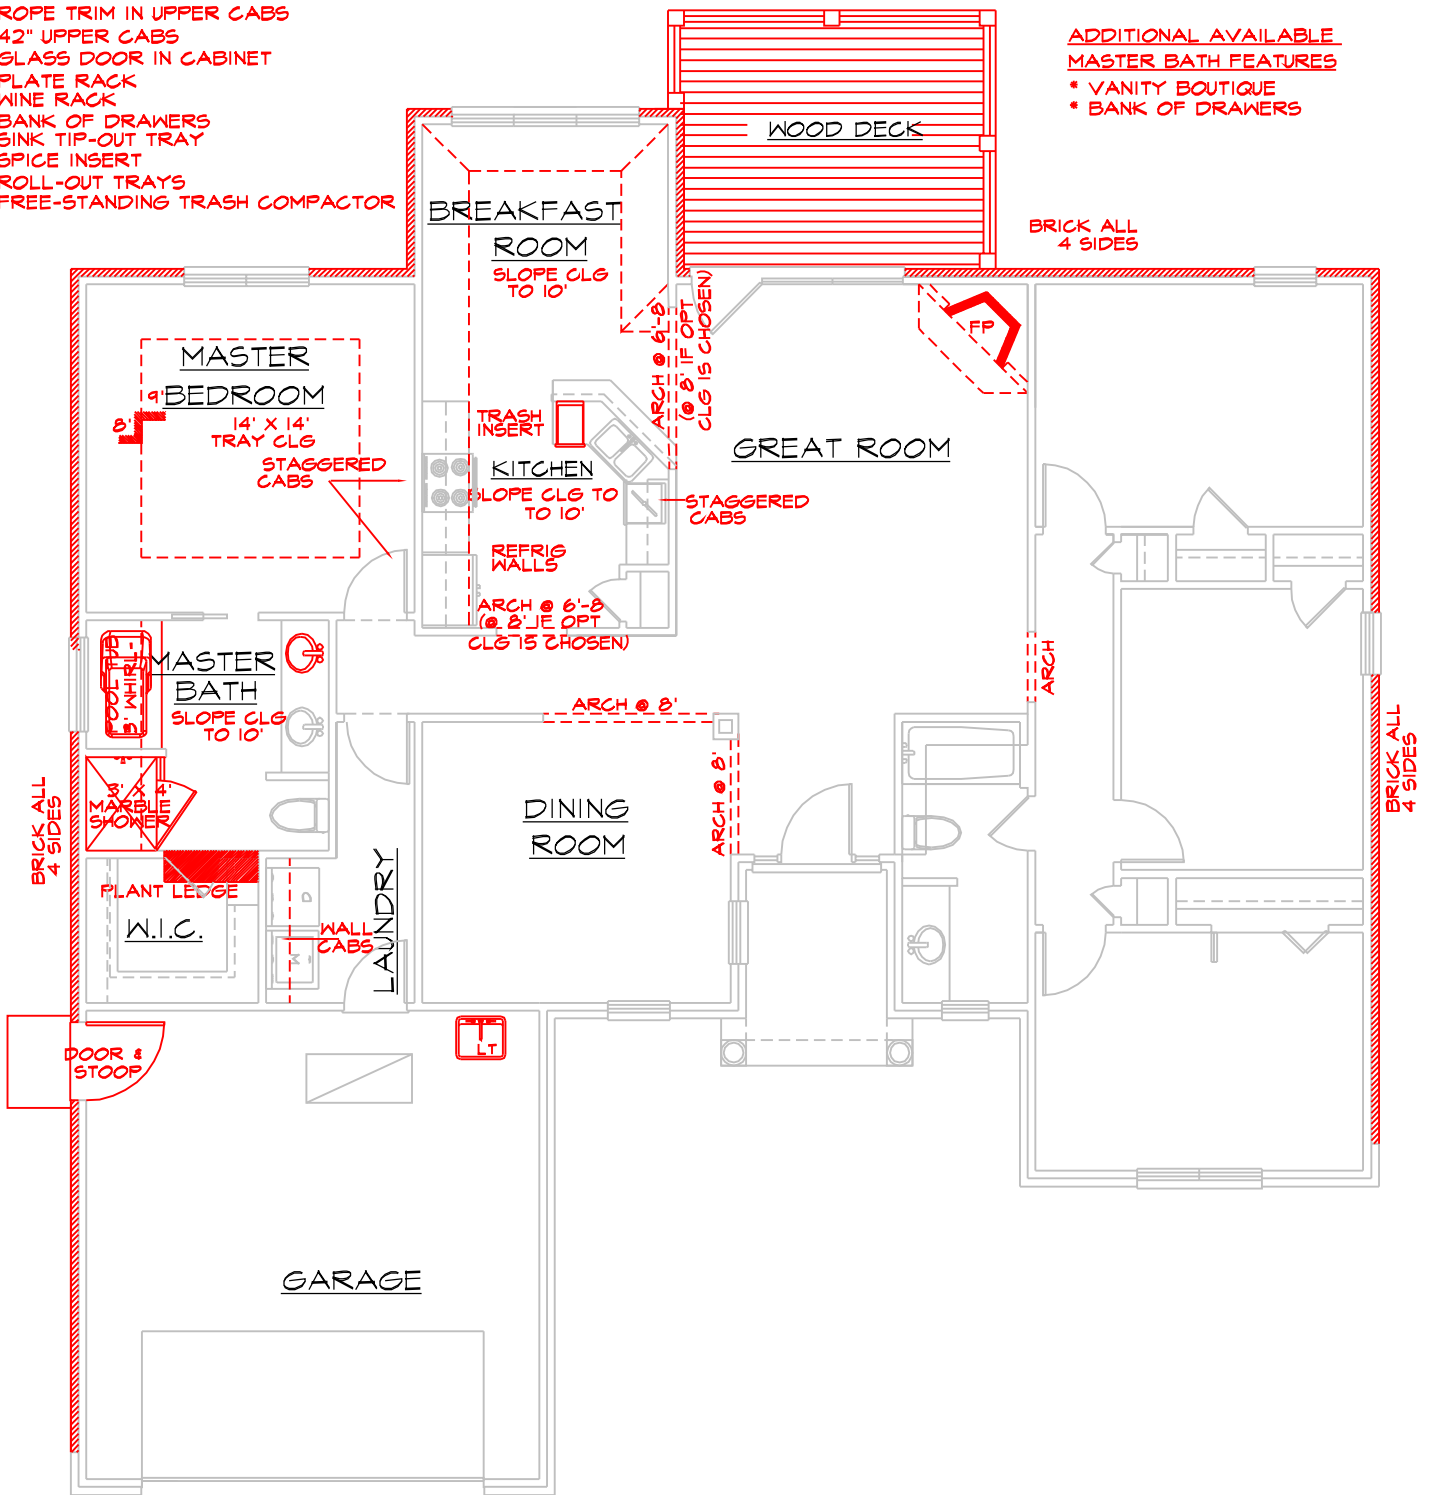 ROPE TRIM IN UPPER CABS
42" UPPER CABS
GLASS DOOR IN CABINET
PLATE RACK
WINE RACK
BANK OF DRAWERS
SINK TIP-OUT TRAY
SPICE INSERT
ROLL-OUT TRAYS
FREE-STANDING TRASH COMPACTOR
ADDITIONAL AVAILABLE
MASTER BATH FEATURES
* VANITY BOUTIQUE
* BANK OF DRAWERS
WOOD DECK
BREAKFAST
ROOM
SLOPE CLG
TO 10'
BRICK ALL
4 SIDES
ARCH @ 6'-8
(@ 8' IF OPT
CLG IS CHOSEN)
FP
MASTER
BEDROOM
9'
8'
14' X 14'
TRAY CLG
STAGGERED
CABS
TRASH
INSERT
KITCHEN
SLOPE CLG TO
TO 10'
STAGGERED
CABS
GREAT ROOM
REFRIG
WALLS
ARCH @ 6'-8
(@ 8' IF OPT
CLG IS CHOSEN)
5' WHIRL-
POOL TUB
MASTER
BATH
SLOPE CLG
TO 10'
ARCH @ 8'
ARCH
ARCH @ 8'
DINING
ROOM
3' X 4'
MARBLE
SHOWER
BRICK ALL
4 SIDES
BRICK ALL
4 SIDES
PLANT LEDGE
W.I.C.
D
WALL
CABS
M
LAUNDRY
DOOR &
STOOP
LT
GARAGE